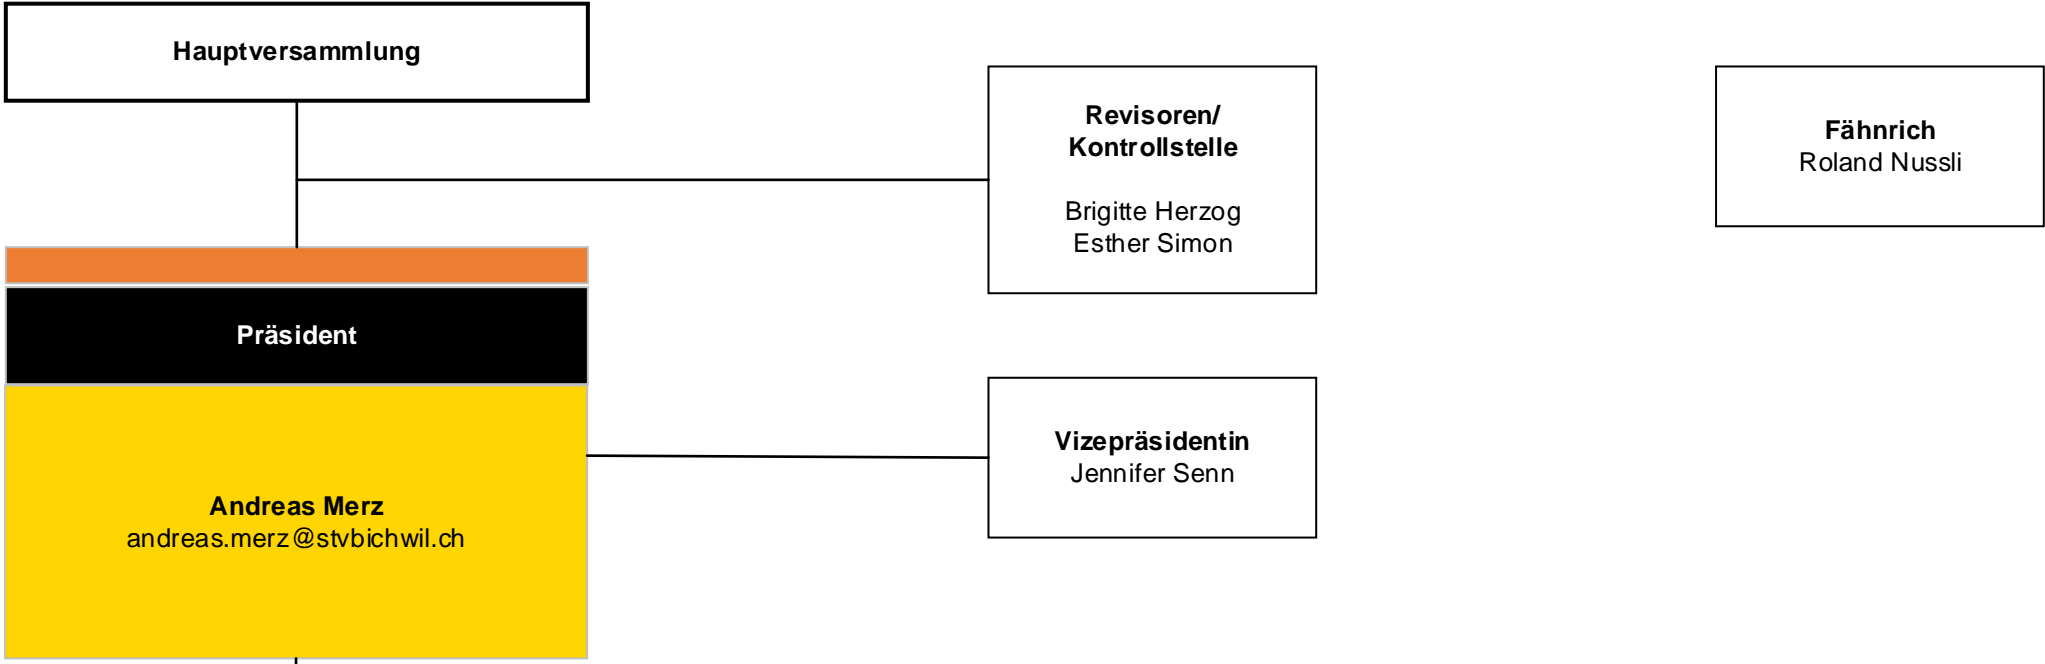 Hauptversammlung
Revisoren/
Kontrollstelle
Brigitte Herzog
Esther Simon
Fähnrich
Roland Nussli
Präsident
Andreas Merz
andreas.merz@stvbichwil.ch
Vizepräsidentin
Jennifer Senn